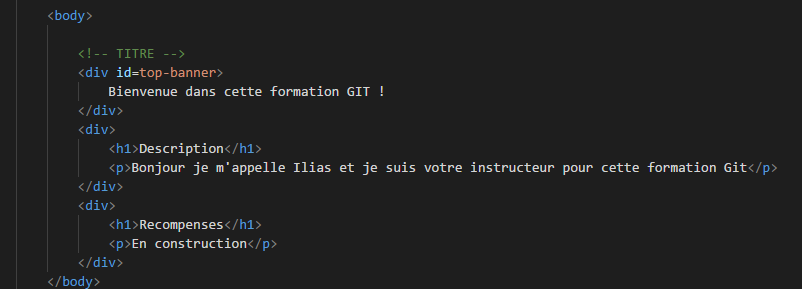 <body>
<!-- TITRE -->
<div id=top-banner>
Bienvenue dans cette formation GIT !
</div>
<div>
<h1>Description</h1>
<p>Bonjour je m'appelle Ilias et je suis votre instructeur pour cette formation Git</p>
</div>
<div>
<h1>Recompenses</h1>
<p>En construction</p>
</div>
</body>